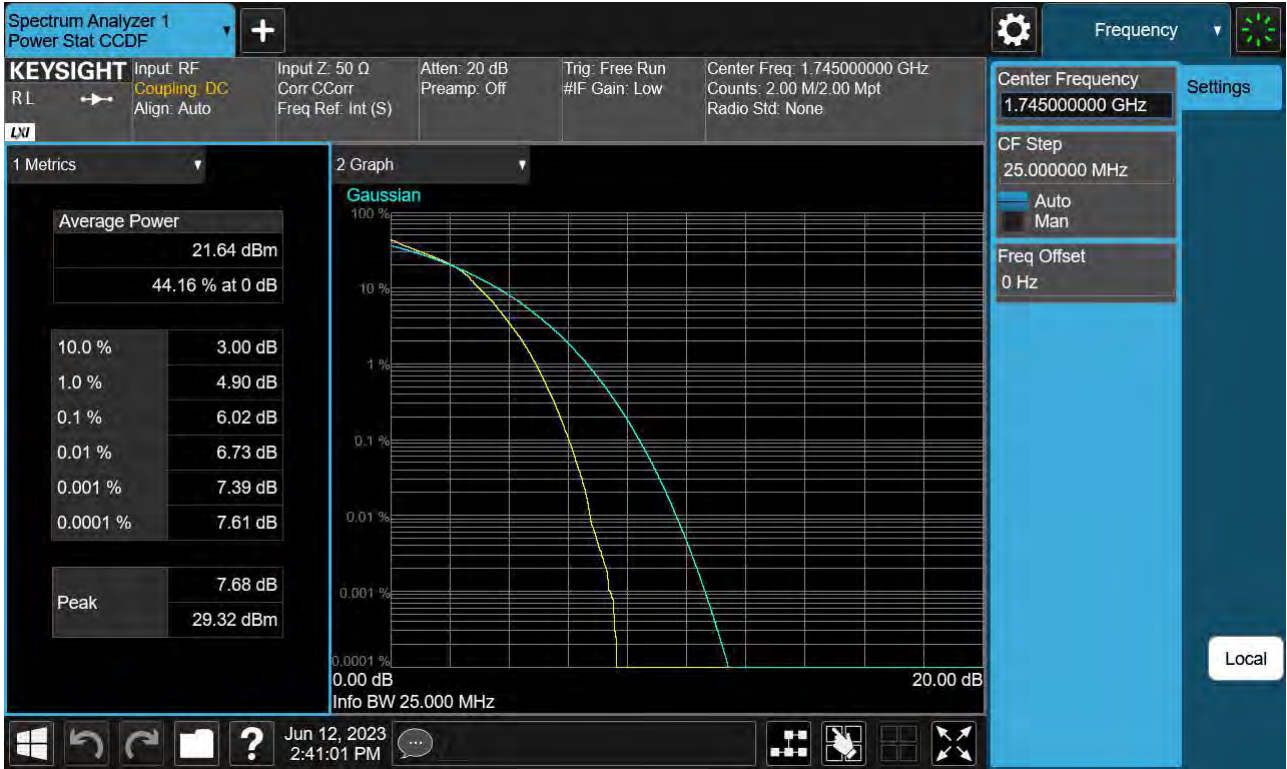 Spectrum Analyzer 1
Power Stat CCDF
Frequency
KEYSIGHT
R L
LXI
Input: RF
Coupling: DC
Align: Auto
Input Z: 50 Ω
Corr CCorr
Freq Ref: Int (S)
Atten: 20 dB
Preamp: Off
Trig: Free Run
#IF Gain: Low
Center Freq: 1.745000000 GHz
Counts: 2.00 M/2.00 Mpt
Radio Std: None
Center Frequency
1.745000000 GHz
Settings
CF Step
25.000000 MHz
Auto
Man
Freq Offset
0 Hz
Local
1 Metrics
Average Power
21.64 dBm
44.16 % at 0 dB
10.0 % 3.00 dB
1.0 % 4.90 dB
0.1 % 6.02 dB
0.01 % 6.73 dB
0.001 % 7.39 dB
0.0001 % 7.61 dB
Peak
7.68 dB
29.32 dBm
2 Graph
Gaussian
100 %
10 %
1 %
0.1 %
0.01 %
0.001 %
0.0001 %
0.00 dB 20.00 dB
Info BW 25.000 MHz
?
Jun 12, 2023
2:41:01 PM